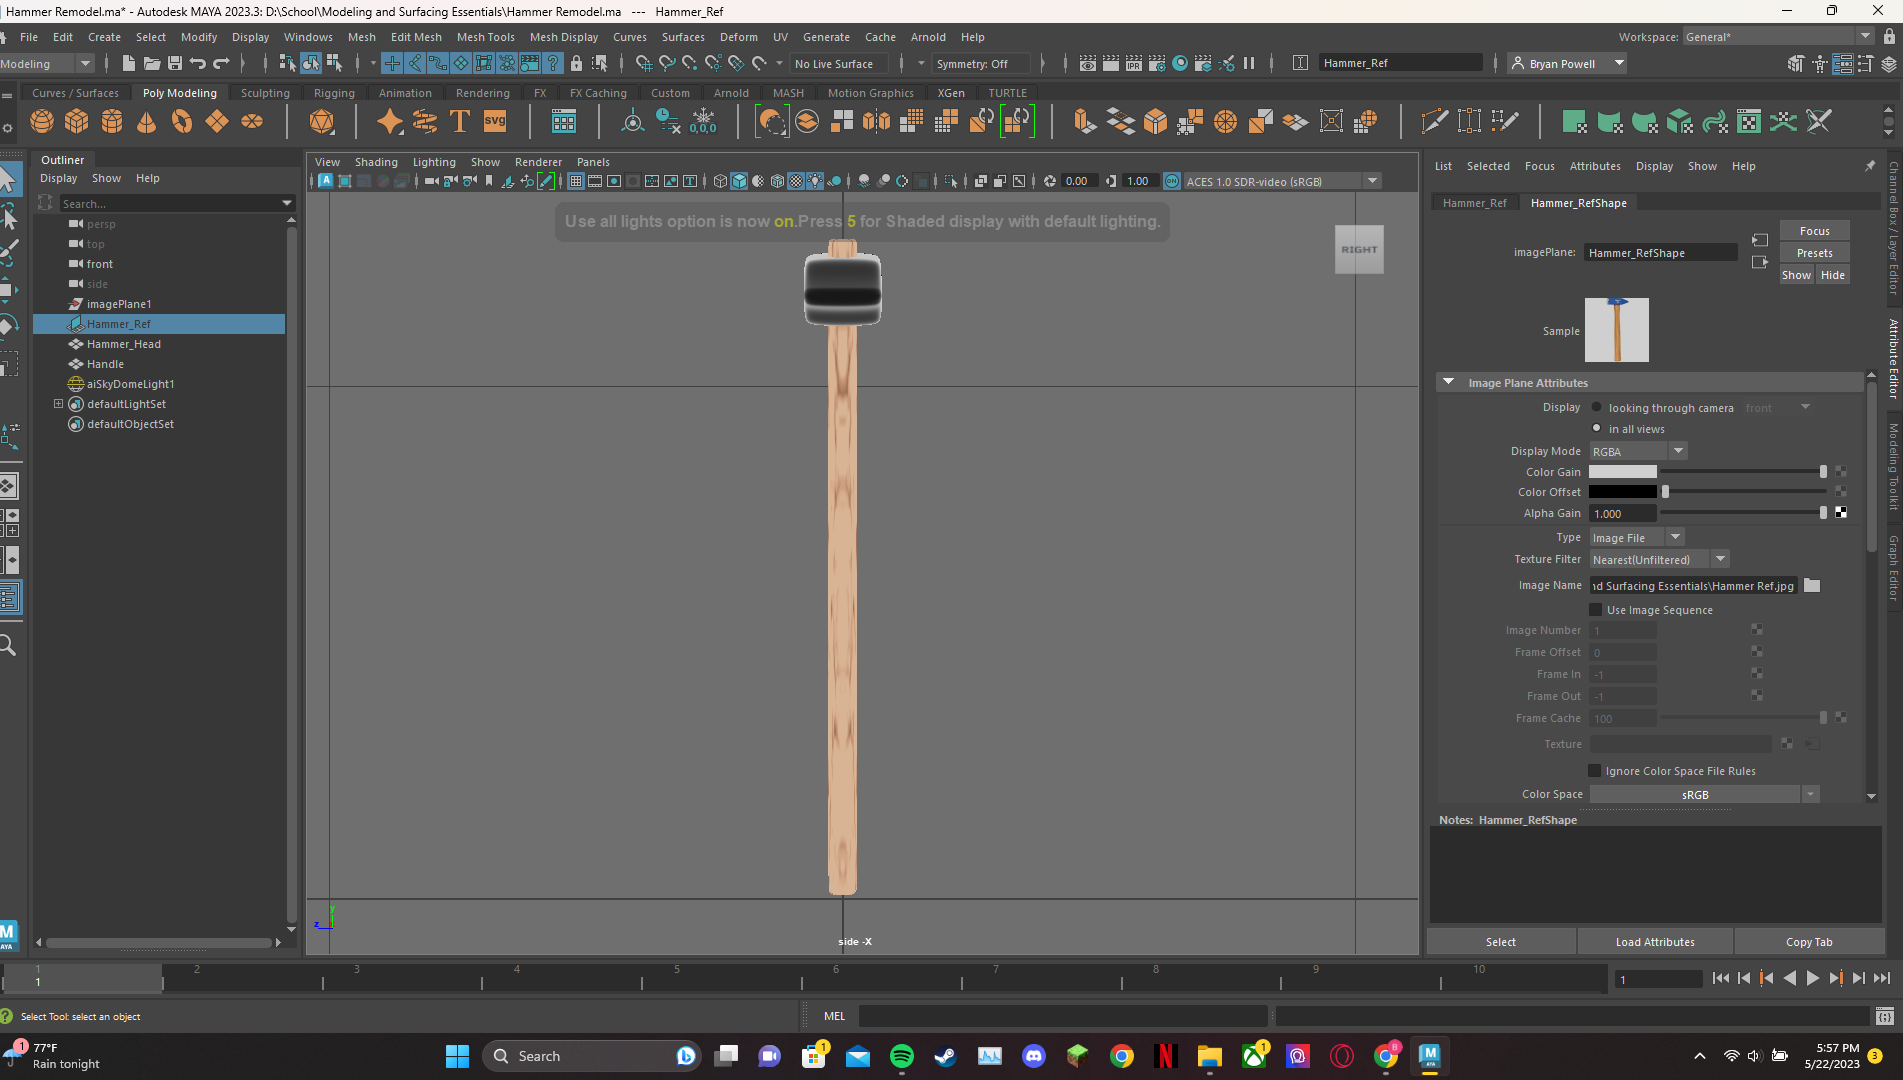 Hammer Remodel.ma* - Autodesk MAYA 2023.3: D:\School\Modeling and Surfacing Essentials\Hammer Remodel.ma --- Hammer_Ref
File Edit Create Select Modify Display Windows Mesh Edit Mesh Mesh Tools Mesh Display Curves Surfaces Deform UV Generate Cache Arnold Help
Workspace: General*
Modeling
No Live Surface
Symmetry: Off
Hammer_Ref
Bryan Powell
Curves / Surfaces Poly Modeling Sculpting Rigging Animation Rendering FX FX Caching Custom Arnold MASH Motion Graphics XGen TURTLE
svg
0,0,0
Outliner
Display Show Help
Search...
persp
top
front
side
imagePlane1
Hammer_Ref
Hammer_Head
Handle
aiSkyDomeLight1
defaultLightSet
defaultObjectSet
View Shading Lighting Show Renderer Panels
0.00
1.00
ACES 1.0 SDR-video (sRGB)
Use all lights option is now on.Press 5 for Shaded display with default lighting.
RIGHT
y
z
side -X
List Selected Focus Attributes Display Show Help
Hammer_Ref Hammer_RefShape
imagePlane: Hammer_RefShape
Focus
Presets
Show Hide
Sample
Image Plane Attributes
Display looking through camera front
in all views
Display Mode RGBA
Color Gain
Color Offset
Alpha Gain 1.000
Type Image File
Texture Filter Nearest(Unfiltered)
Image Name nd Surfacing Essentials\Hammer Ref.jpg
Use Image Sequence
Image Number 1
Frame Offset 0
Frame In -1
Frame Out -1
Frame Cache 100
Texture
Ignore Color Space File Rules
Color Space sRGB
Notes: Hammer_RefShape
Select Load Attributes Copy Tab
Channel Box / Layer Editor
Attribute Editor
Modeling Toolkit
Graph Editor
1 2 3 4 5 6 7 8 9 10
1
1
Select Tool: select an object
MEL
1
77°F
Rain tonight
Search
1
1
8
5:57 PM
5/22/2023
3